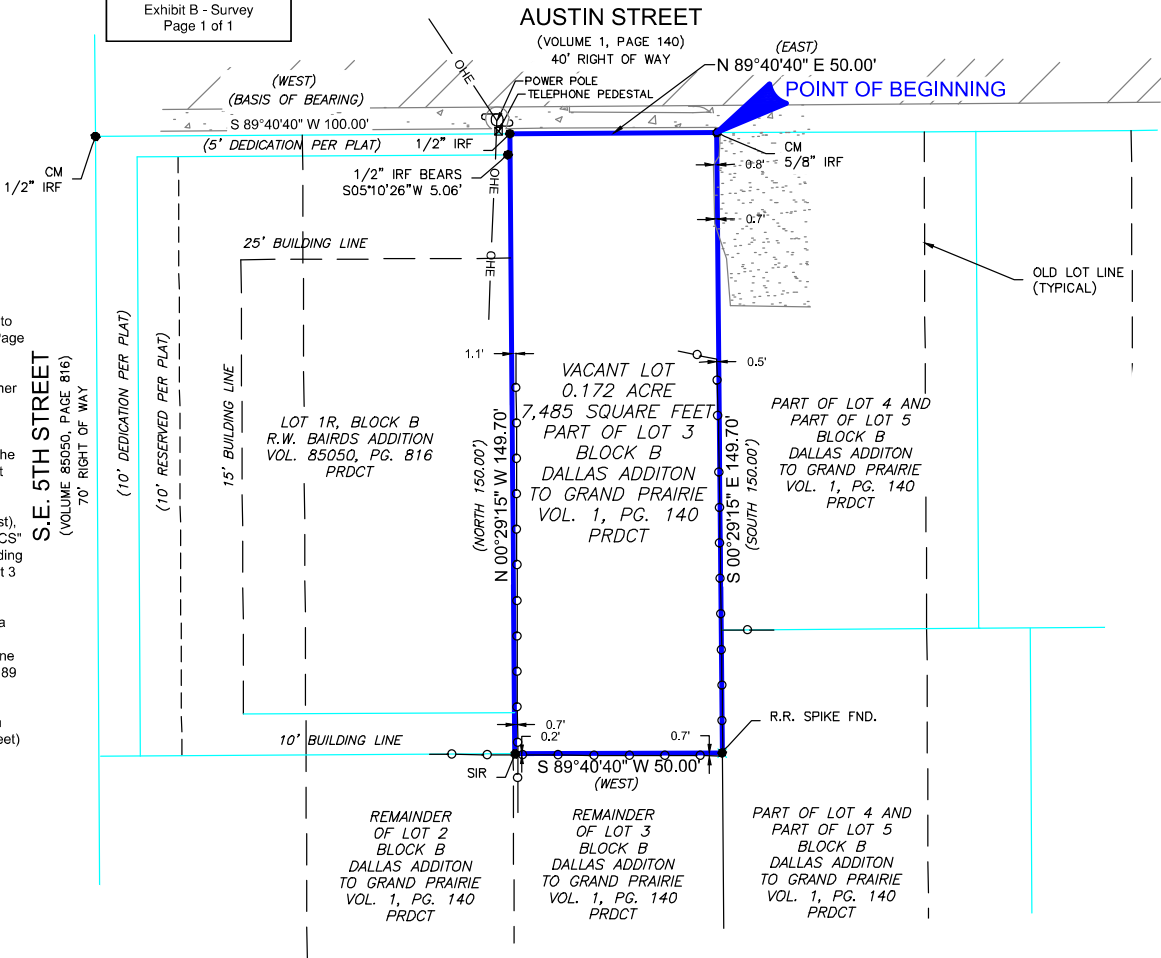 Exhibit B - Survey
Page 1 of 1
AUSTIN STREET
(VOLUME 1, PAGE 140)
40' RIGHT OF WAY
(EAST)
N 89°40'40" E 50.00'
POINT OF BEGINNING
OHE
POWER POLE
TELEPHONE PEDESTAL
(WEST)
(BASIS OF BEARING)
S 89°40'40" W 100.00'
(5' DEDICATION PER PLAT)
1/2" IRF
CM
1/2" IRF
CM
5/8" IRF
1/2" IRF BEARS
S05°10'26"W 5.06'
OHE
OHE
0.8'
0.7'
25' BUILDING LINE
OLD LOT LINE
(TYPICAL)
to
age
her
he
t
st),
CS"
ding
t 3
a
ne
89
eet)
S.E. 5TH STREET
(VOLUME 85050, PAGE 816)
70' RIGHT OF WAY
(10' DEDICATION PER PLAT)
(10' RESERVED PER PLAT)
15' BUILDING LINE
LOT 1R, BLOCK B
R.W. BAIRDS ADDITION
VOL. 85050, PG. 816
PRDCT
1.1'
0.5'
(NORTH 150.00')
N 00°29'15" W 149.70'
VACANT LOT
0.172 ACRE
7,485 SQUARE FEET
PART OF LOT 3
BLOCK B
DALLAS ADDITON
TO GRAND PRAIRIE
VOL. 1, PG. 140
PRDCT
S 00°29'15" E 149.70'
(SOUTH 150.00')
PART OF LOT 4 AND
PART OF LOT 5
BLOCK B
DALLAS ADDITON
TO GRAND PRAIRIE
VOL. 1, PG. 140
PRDCT
R.R. SPIKE FND.
10' BUILDING LINE
0.7'
0.2'
0.7'
SIR
S 89°40'40" W 50.00'
(WEST)
REMAINDER
OF LOT 2
BLOCK B
DALLAS ADDITON
TO GRAND PRAIRIE
VOL. 1, PG. 140
PRDCT
REMAINDER
OF LOT 3
BLOCK B
DALLAS ADDITON
TO GRAND PRAIRIE
VOL. 1, PG. 140
PRDCT
PART OF LOT 4 AND
PART OF LOT 5
BLOCK B
DALLAS ADDITON
TO GRAND PRAIRIE
VOL. 1, PG. 140
PRDCT